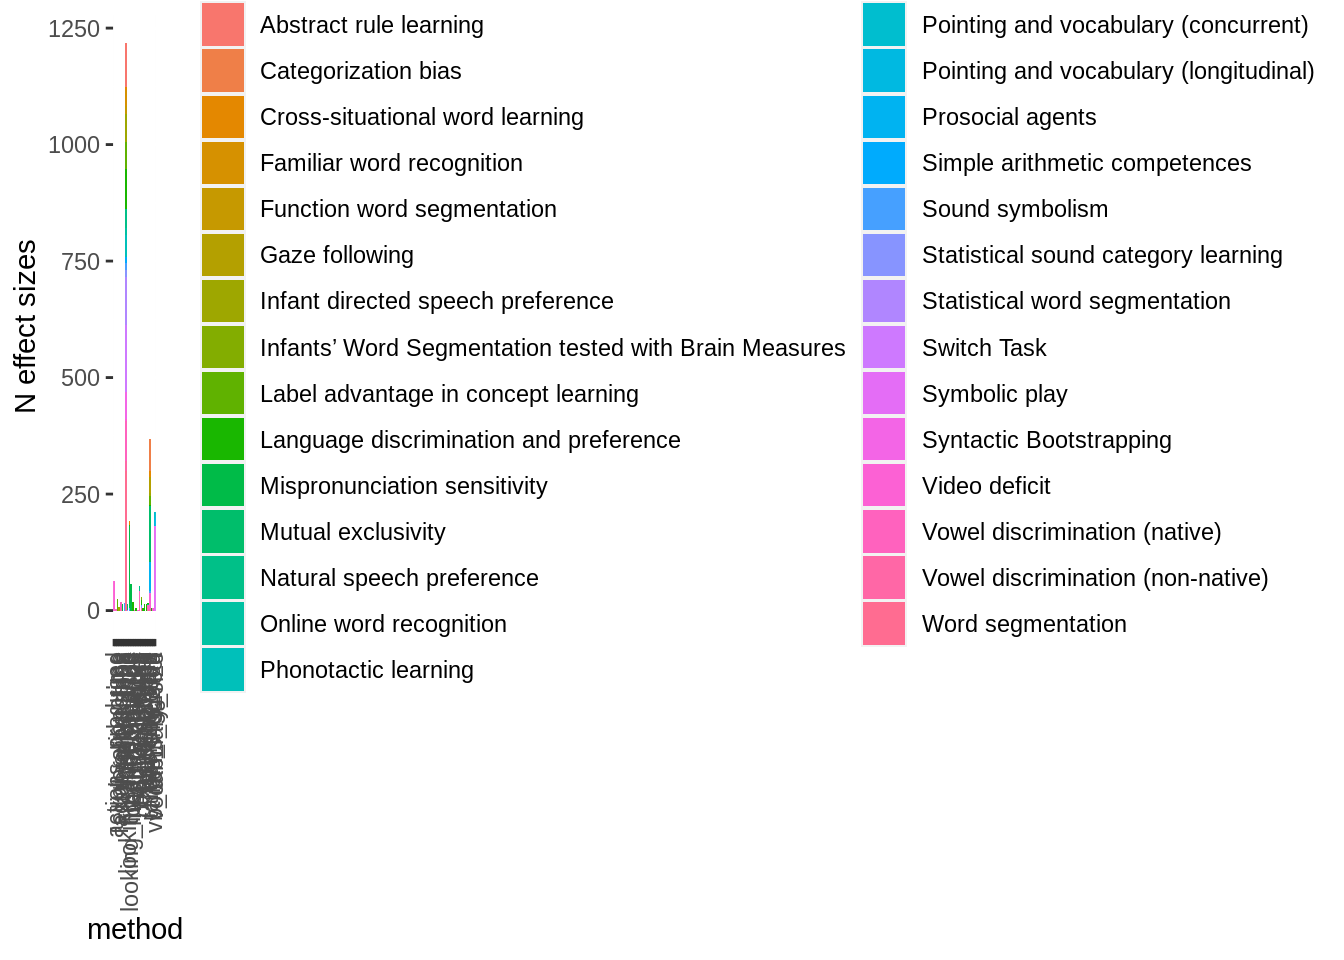 N effect sizes
1250
1000
750
500
250
0
method
Abstract rule learning
Categorization bias
Cross-situational word learning
Familiar word recognition
Function word segmentation
Gaze following
Infant directed speech preference
Infants’ Word Segmentation tested with Brain Measures
Label advantage in concept learning
Language discrimination and preference
Mispronunciation sensitivity
Mutual exclusivity
Natural speech preference
Online word recognition
Phonotactic learning
Pointing and vocabulary (concurrent)
Pointing and vocabulary (longitudinal)
Prosocial agents
Simple arithmetic competences
Sound symbolism
Statistical sound category learning
Statistical word segmentation
Switch Task
Symbolic play
Syntactic Bootstrapping
Video deficit
Vowel discrimination (native)
Vowel discrimination (non-native)
Word segmentation